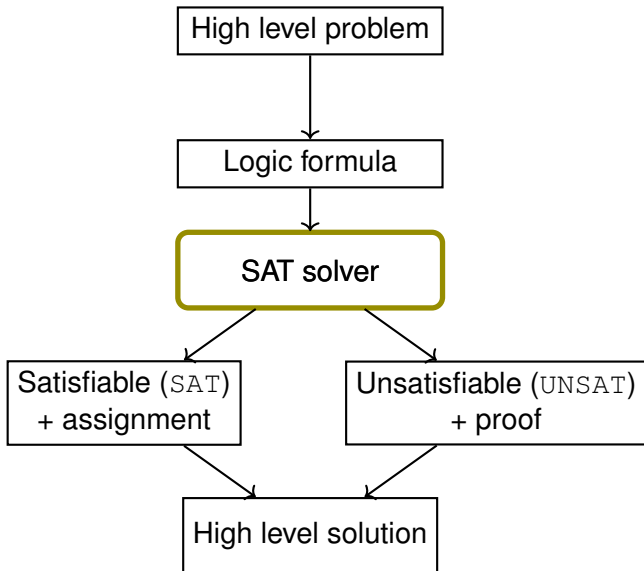 High level problem
Logic formula
SAT solver
Satisfiable (SAT)
+ assignment
Unsatisfiable (UNSAT)
+ proof
High level solution